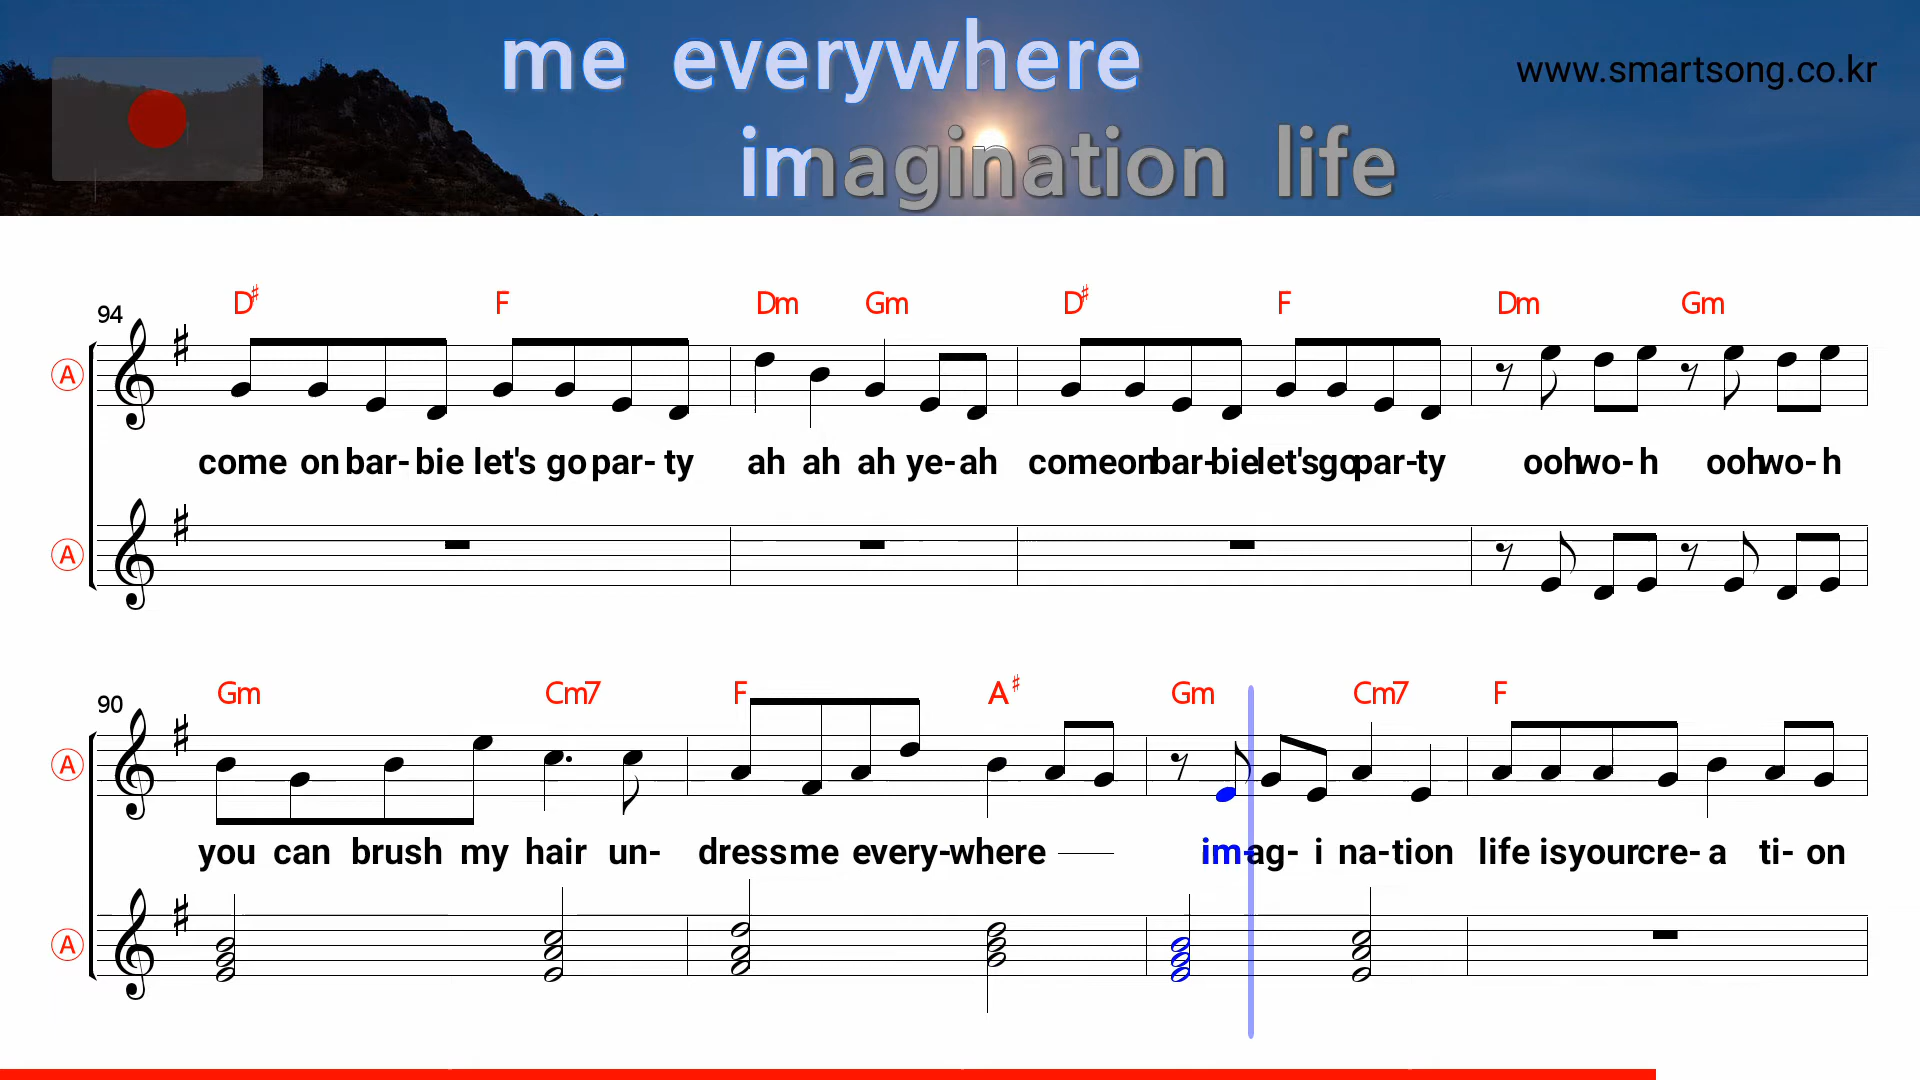 me everywhere
www.smartsong.co.kr
imagination life
94
D♯ F Dm Gm D♯ F Dm Gm
A
come on bar- bie let's go par- ty ah ah ah ye- ah come on bar- bie let's go par- ty ooh wo- h ooh wo- h
A
90
Gm Cm7 F A♯ Gm Cm7 F
A
you can brush my hair un- dress me every- where im- ag- i na- tion life is your cre- a ti- on
A